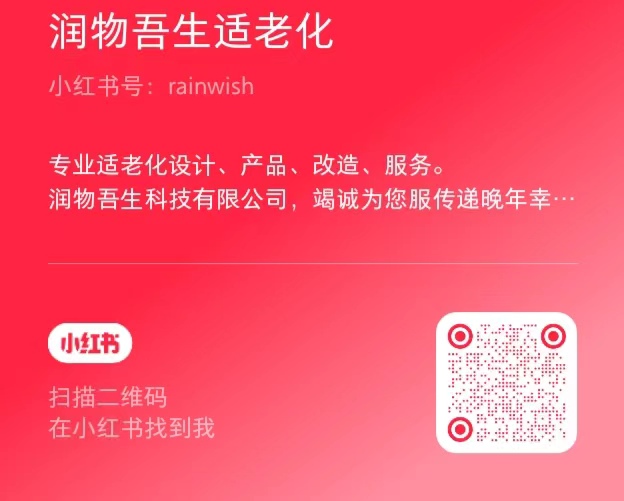 润物吾生适老化
小红书号：rainwish
专业适老化设计、产品、改造、服务。
润物吾生科技有限公司，竭诚为您服传递晚年幸…
小红书
扫描二维码
在小红书找到我